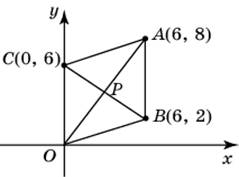 y
A(6, 8)
C(0, 6)
P
B(6, 2)
O
x